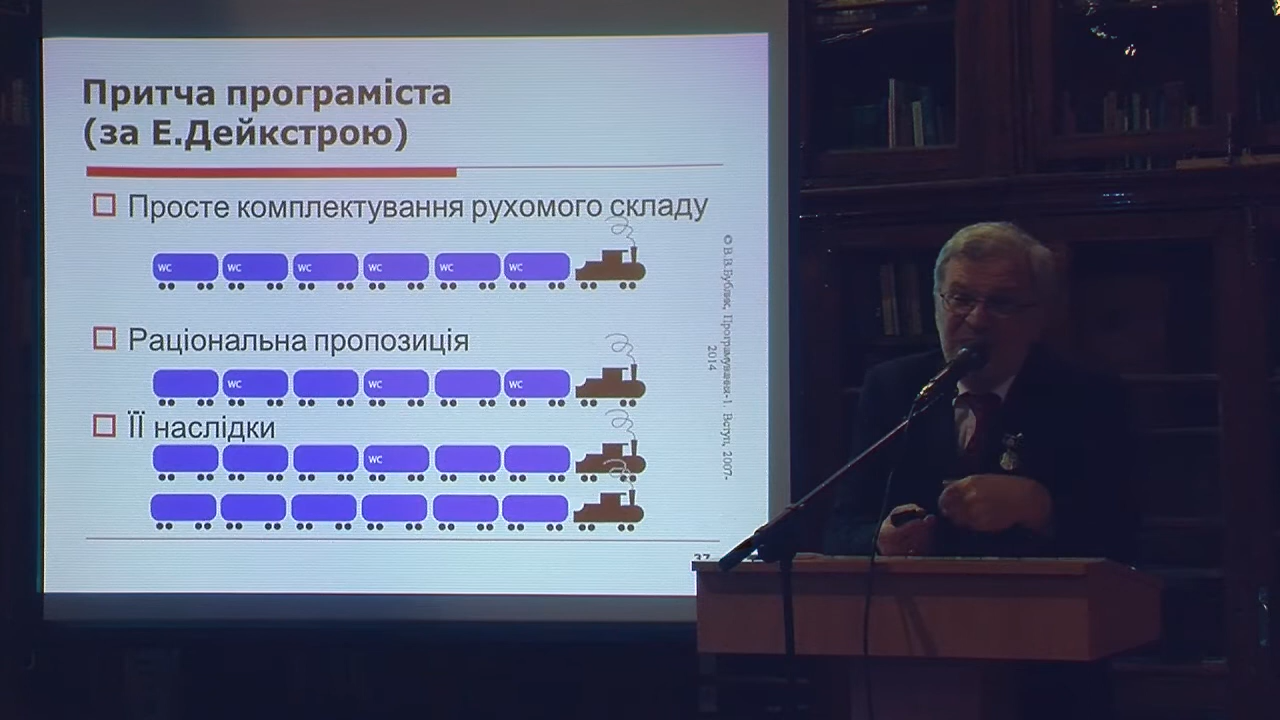 Притча програміста
(за Е.Дейкстрою)
Просте комплектування рухомого складу
WC WC WC WC WC WC
Раціональна пропозиція
WC WC WC
ЇЇ наслідки
WC
© В.В.Бублик, Програмування-1 Вступ, 2007-
2014
37